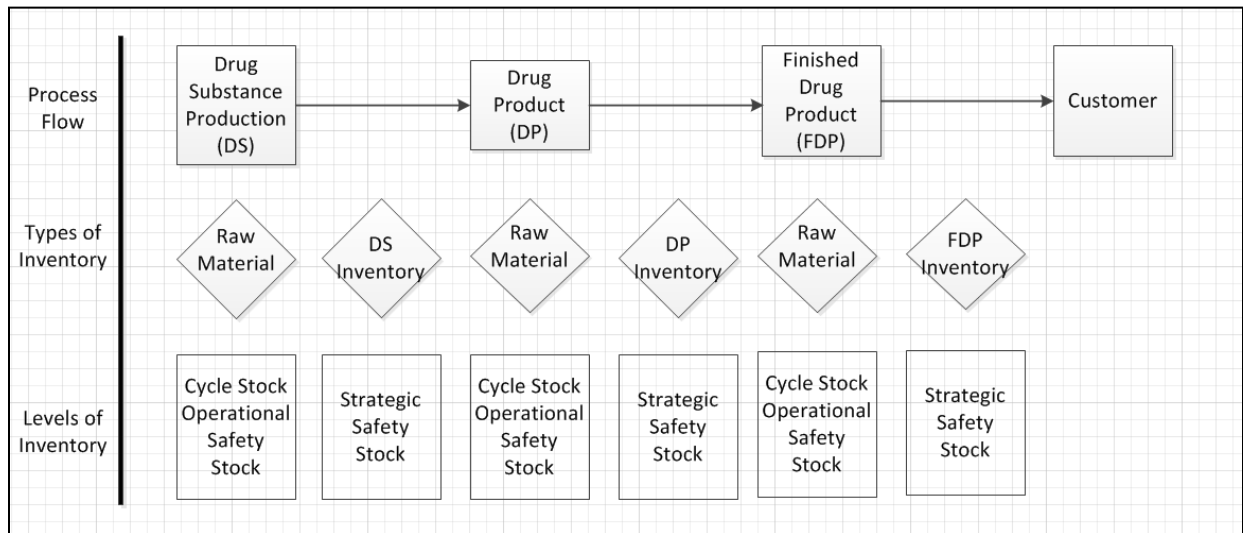 Process
Flow
Drug
Substance
Production
(DS)
Drug
Product
(DP)
Finished
Drug
Product
(FDP)
Customer
Types of
Inventory
Raw
Material
DS
Inventory
Raw
Material
DP
Inventory
Raw
Material
FDP
Inventory
Levels of
Inventory
Cycle Stock
Operational
Safety
Stock
Strategic
Safety
Stock
Cycle Stock
Operational
Safety
Stock
Strategic
Safety
Stock
Cycle Stock
Operational
Safety
Stock
Strategic
Safety
Stock